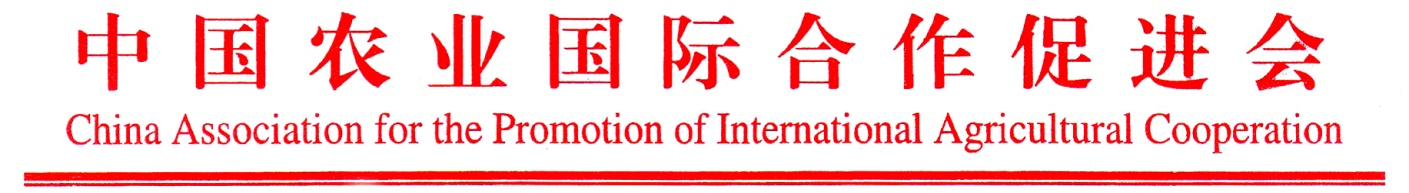 中国农业国际合作促进会
China Association for the Promotion of International Agricultural Cooperation